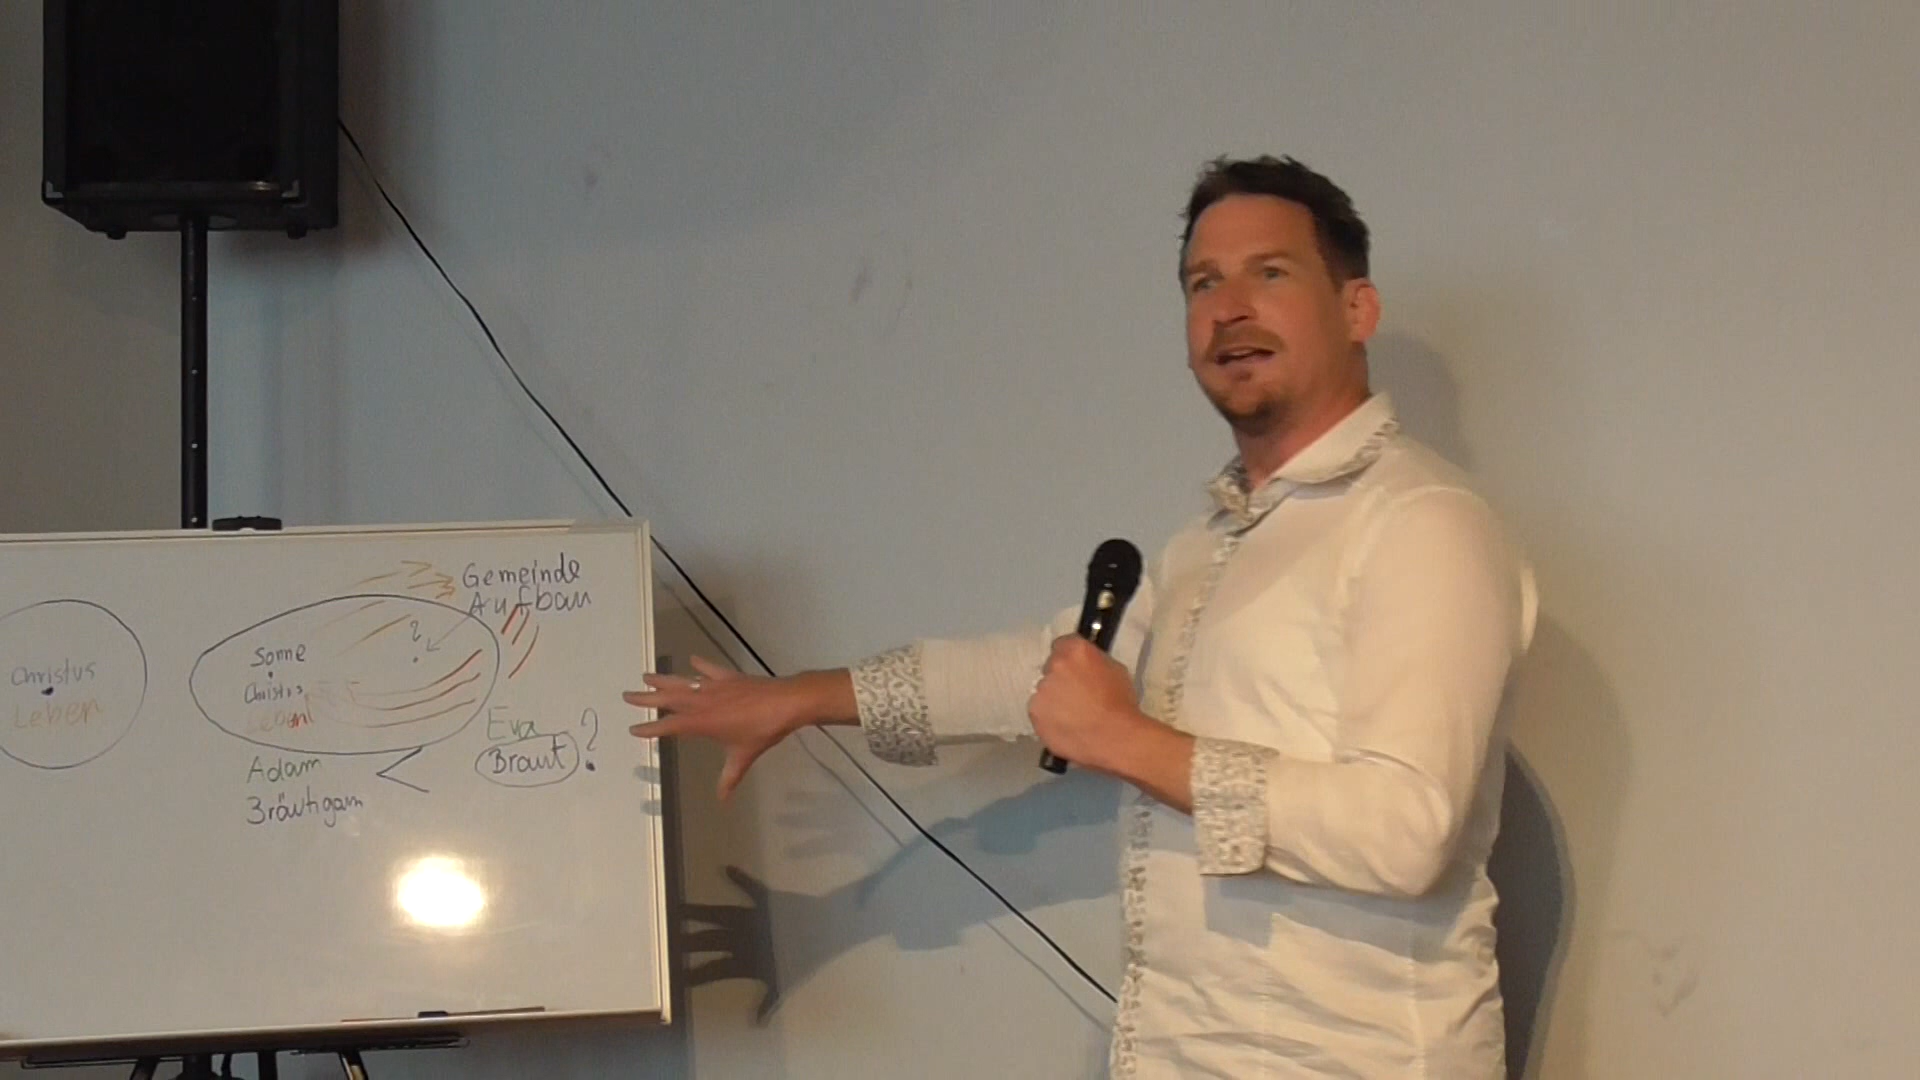 Christus
Leben
Sonne
Christus
Leben
?
Gemeinde
Aufbau
Adam
Bräutigam
Eva
Braut ?